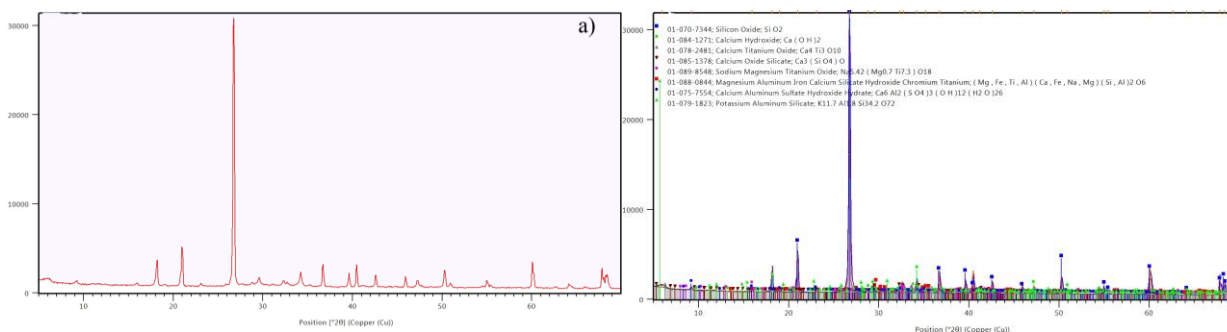 a)
30000
20000
10000
0
10 20 30 40 50 60
Position [°2θ] (Copper (Cu))
30000
20000
10000
0
01-070-7344; Silicon Oxide; Si O2
01-084-1271; Calcium Hydroxide; Ca ( O H )2
01-078-2481; Calcium Titanium Oxide; Ca4 Ti3 O10
01-085-1378; Calcium Oxide Silicate; Ca3 ( Si O4 ) O
01-089-8548; Sodium Magnesium Titanium Oxide; Na5.42 ( Mg0.7 Ti7.3 ) O18
01-088-0844; Magnesium Aluminum Iron Calcium Silicate Hydroxide Chromium Titanium; ( Mg , Fe , Ti , Al ) ( Ca , Fe , Na , Mg ) ( Si , Al )2 O6
01-075-7554; Calcium Aluminum Sulfate Hydroxide Hydrate; Ca6 Al2 ( S O4 )3 ( O H )12 ( H2 O )26
01-079-1823; Potassium Aluminum Silicate; K11.7 Si34.2 O72
10 20 30 40 50 60
Position [°2θ] (Copper (Cu))